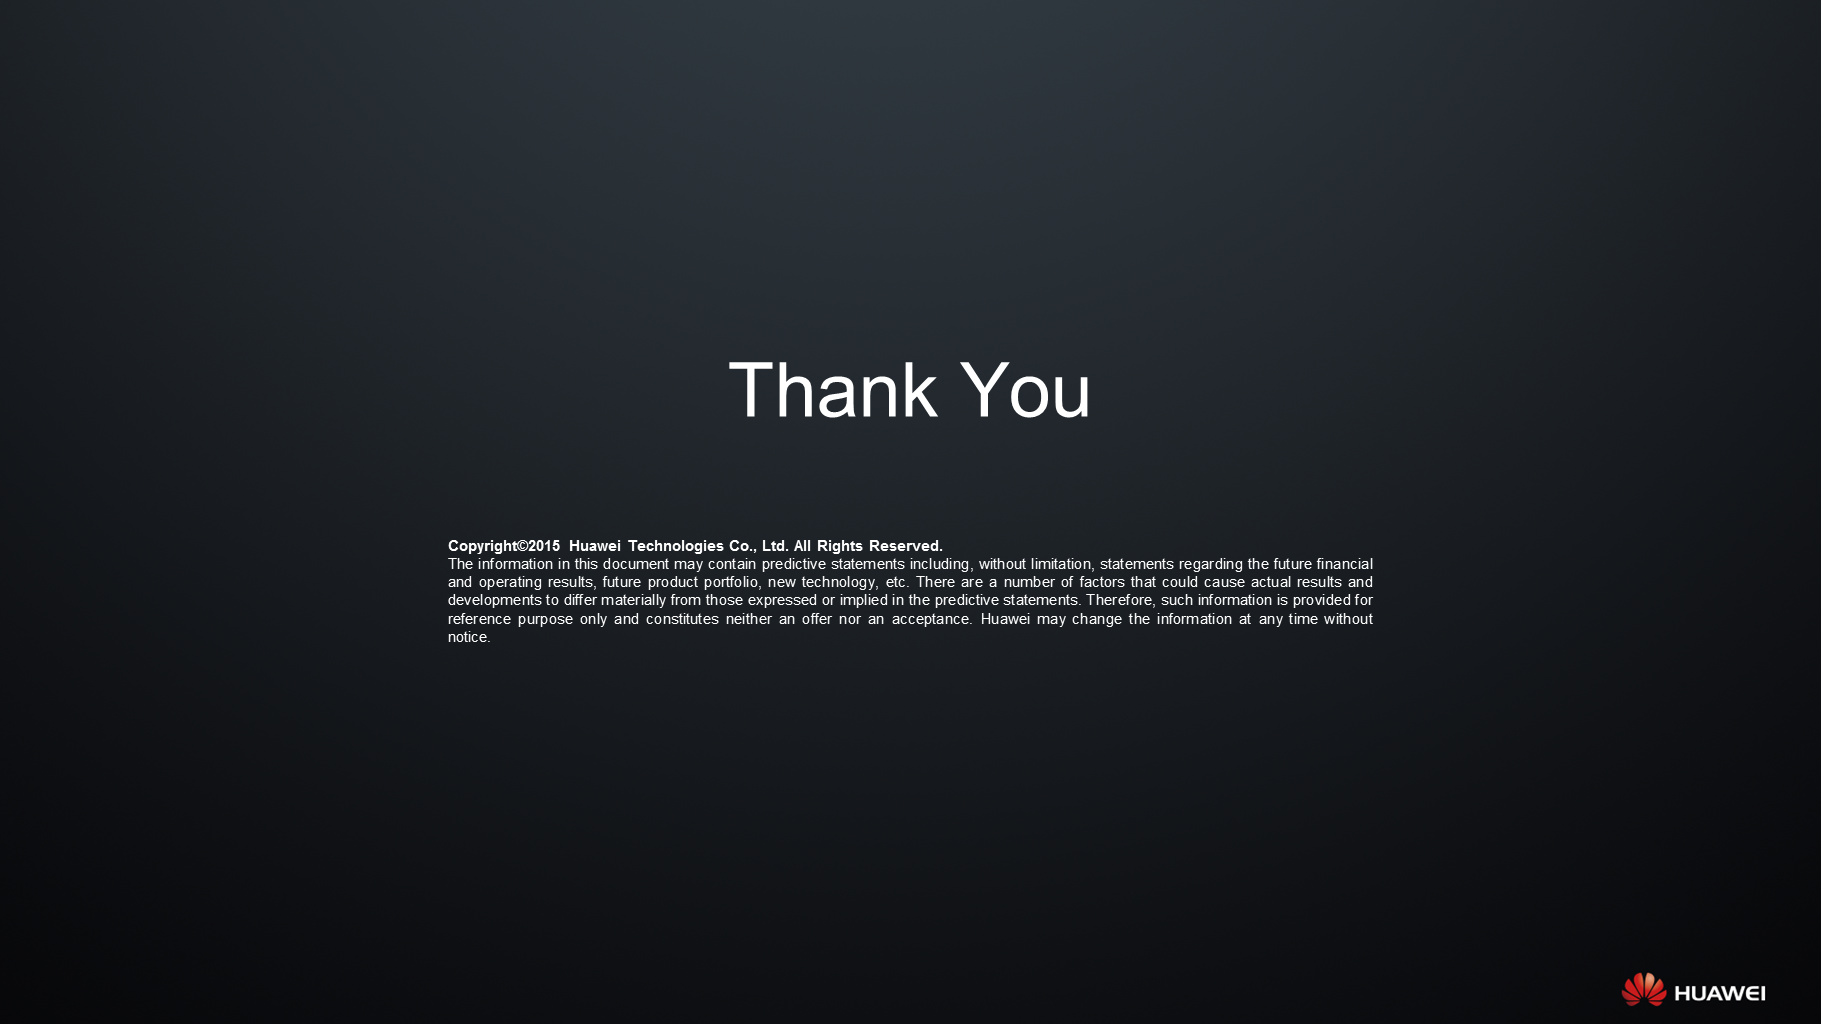 Thank You
Copyright©2015 Huawei Technologies Co., Ltd. All Rights Reserved.
The information in this document may contain predictive statements including, without limitation, statements regarding the future financial
and operating results, future product portfolio, new technology, etc. There are a number of factors that could cause actual results and
developments to differ materially from those expressed or implied in the predictive statements. Therefore, such information is provided for
reference purpose only and constitutes neither an offer nor an acceptance. Huawei may change the information at any time without
notice.
HUAWEI